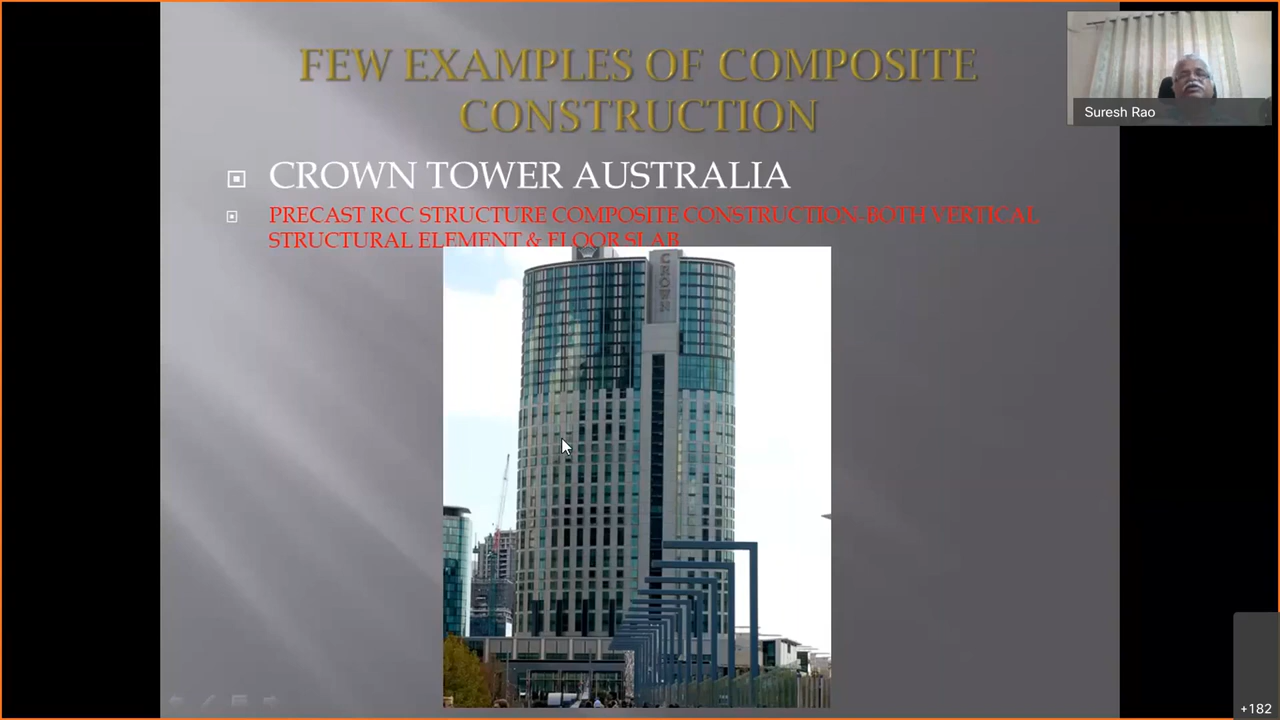 FEW EXAMPLES OF COMPOSITE
CONSTRUCTION
CROWN TOWER AUSTRALIA
PRECAST RCC STRUCTURE COMPOSITE CONSTRUCTION-BOTH VERTICAL
STRUCTURAL ELEMENT & FLOOR SLAB
CROWN
Suresh Rao
+182